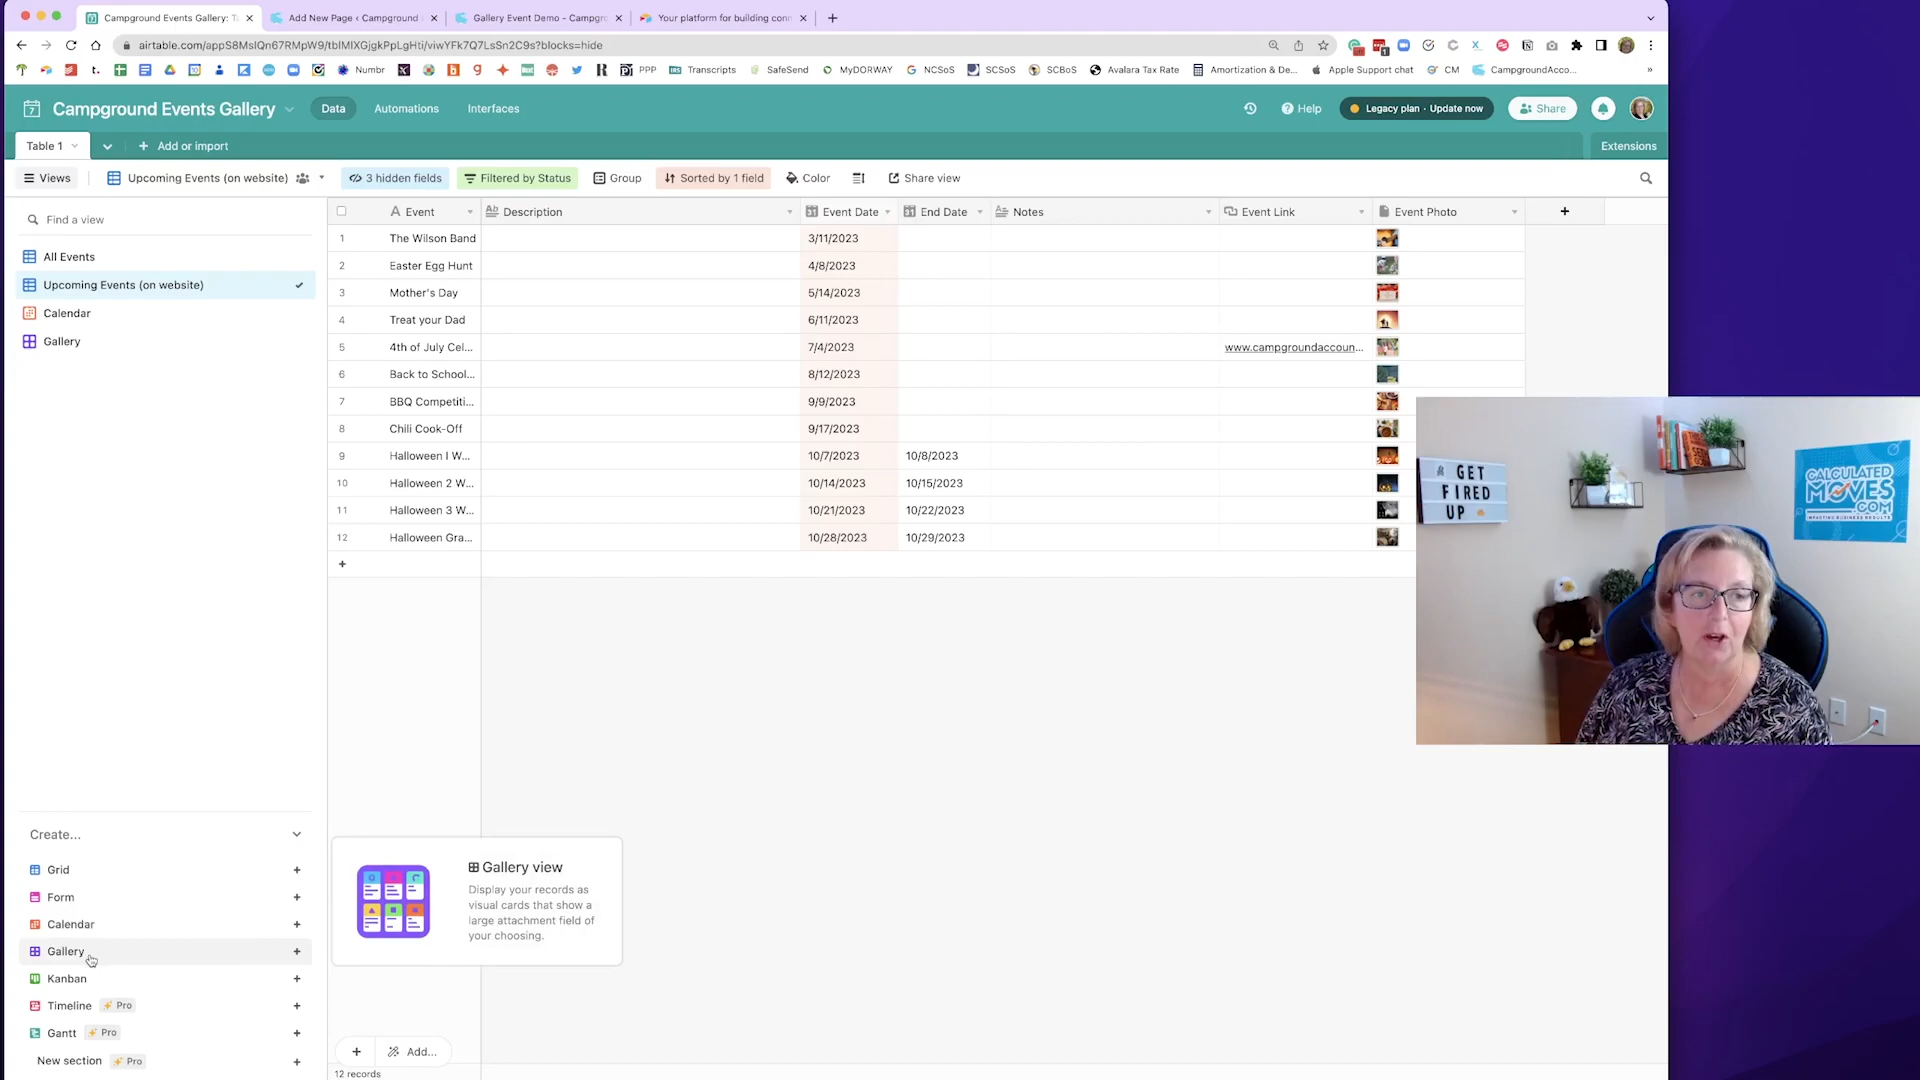 Campground Events Gallery: T
Add New Page ‹ Campground
Gallery Event Demo - Campgr
Your platform for building conn
airtable.com/appS8MsIQn67RMpW9/tblMIXGjgkPpLgHti/viwYFk7Q7LsSn2C9s?blocks=hide
Numbr
PPP
Transcripts
SafeSend
MyDORWAY
NCSoS
SCSoS
SCBoS
Avalara Tax Rate
Amortization & De...
Apple Support chat
CM
CampgroundAcco...
Campground Events Gallery
Data
Automations
Interfaces
Help
Legacy plan · Update now
Share
Table 1
Add or import
Extensions
Views
Upcoming Events (on website)
3 hidden fields
Filtered by Status
Group
Sorted by 1 field
Color
Share view
Find a view
All Events
Upcoming Events (on website)
Calendar
Gallery
Event Description Event Date End Date Notes Event Link Event Photo
1 The Wilson Band 3/11/2023
2 Easter Egg Hunt 4/8/2023
3 Mother's Day 5/14/2023
4 Treat your Dad 6/11/2023
5 4th of July Cel... 7/4/2023 www.campgroundaccoun...
6 Back to School... 8/12/2023
7 BBQ Competiti... 9/9/2023
8 Chili Cook-Off 9/17/2023
9 Halloween I W... 10/7/2023 10/8/2023
10 Halloween 2 W... 10/14/2023 10/15/2023
11 Halloween 3 W... 10/21/2023 10/22/2023
12 Halloween Gra... 10/28/2023 10/29/2023
GET
FIRED
UP
CALCULATED
MOVES
.COM
IMPACTING BUSINESS RESULTS
Create...
Grid
Form
Calendar
Gallery
Kanban
Timeline Pro
Gantt Pro
New section Pro
Gallery view
Display your records as
visual cards that show a
large attachment field of
your choosing.
Add...
12 records